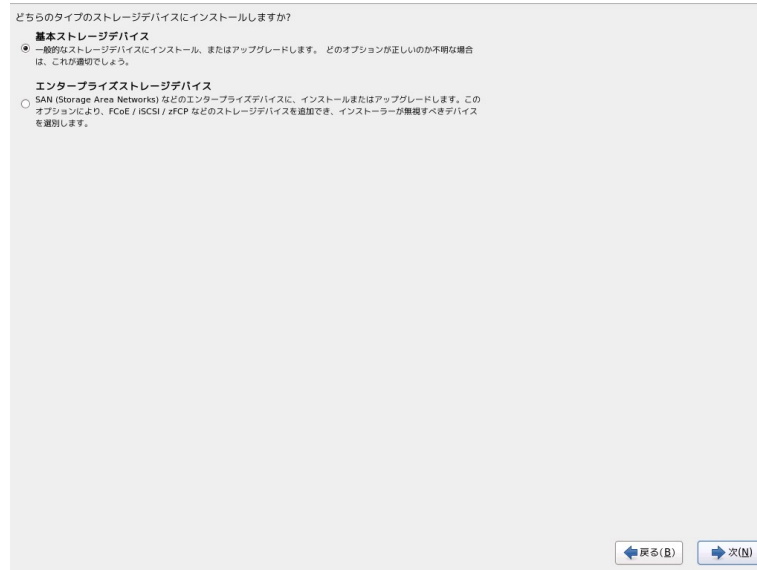 どちらのタイプのストレージデバイスにインストールしますか?
基本ストレージデバイス
一般的なストレージデバイスにインストール、またはアップグレードします。 どのオプションが正しいのか不明な場合
は、これが適切でしょう。
エンタープライズストレージデバイス
SAN (Storage Area Networks) などのエンタープライズデバイスに、インストールまたはアップグレードします。この
オプションにより、FCoE / iSCSI / zFCP などのストレージデバイスを追加でき、インストーラーが無視すべきデバイス
を選別します。
戻る(B)
次(N)